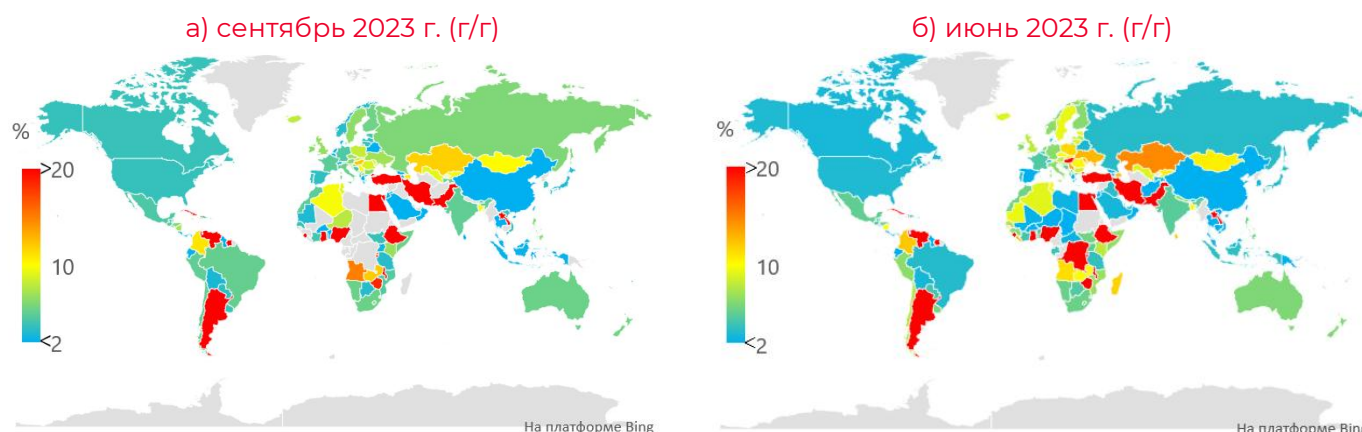 а) сентябрь 2023 г. (г/г)
%
>20
10
<2
На платформе Bing
б) июнь 2023 г. (г/г)
%
>20
10
<2
На платформе Bing